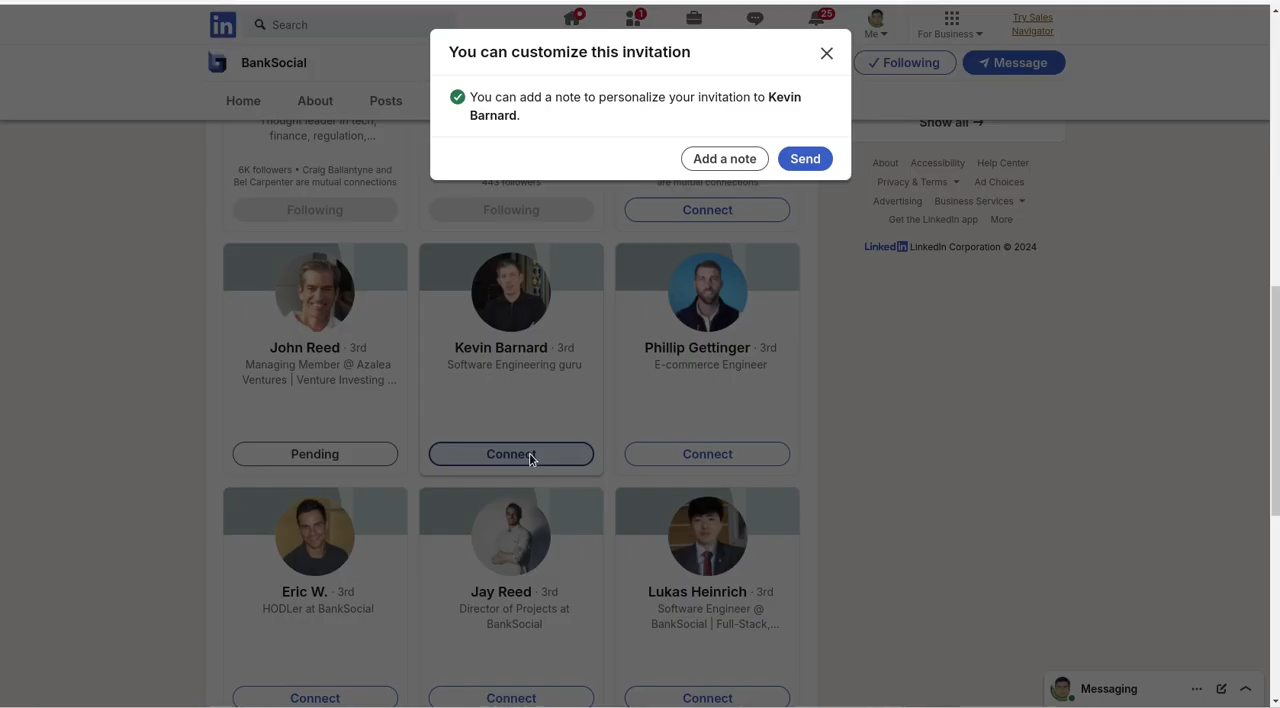 in
Search
1
25
Me
For Business
Try Sales
Navigator
You can customize this invitation
You can add a note to personalize your invitation to Kevin
Barnard.
Add a note
Send
BankSocial
Following
Message
Home
About
Posts
Thought leader in tech,
finance, regulation,...
6K followers • Craig Ballantyne and
Bel Carpenter are mutual connections
443 followers
are mutual connections
Following
Following
Connect
Show all →
About
Accessibility
Help Center
Privacy & Terms
Ad Choices
Advertising
Business Services
Get the LinkedIn app
More
LinkedIn LinkedIn Corporation © 2024
John Reed · 3rd
Managing Member @ Azalea
Ventures | Venture Investing ...
Pending
Kevin Barnard · 3rd
Software Engineering guru
Connect
Phillip Gettinger · 3rd
E-commerce Engineer
Connect
Eric W. · 3rd
HODLer at BankSocial
Connect
Jay Reed · 3rd
Director of Projects at
BankSocial
Connect
Lukas Heinrich · 3rd
Software Engineer @
BankSocial | Full-Stack,...
Connect
Messaging